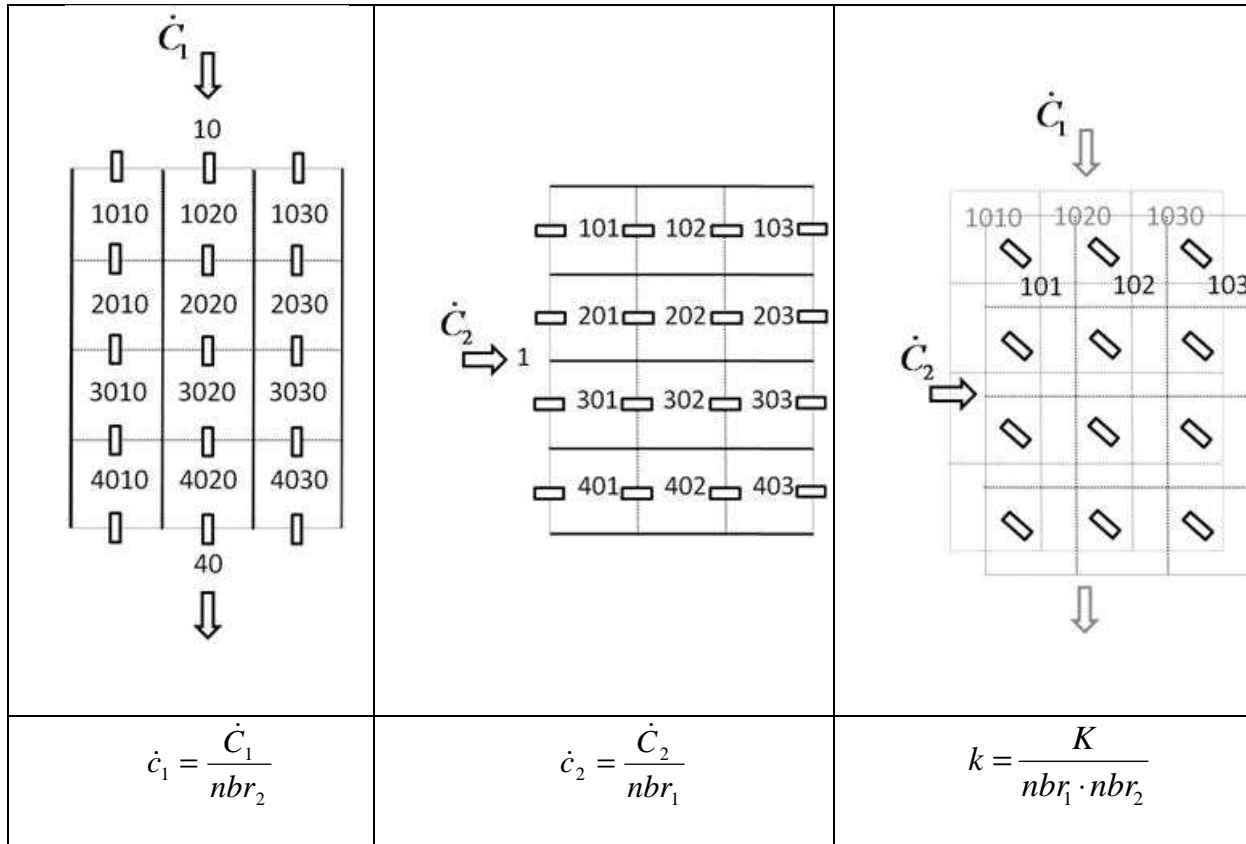 Ċ₁
10
1010 1020 1030
2010 2020 2030
3010 3020 3030
4010 4020 4030
40
101 102 103
201 202 203
Ċ₂
1
301 302 303
401 402 403
Ċ₁
1010 1020 1030
101 102 103
Ċ₂
ċ₁ = Ċ₁ / nbr₂
ċ₂ = Ċ₂ / nbr₁
k = K / nbr₁ · nbr₂